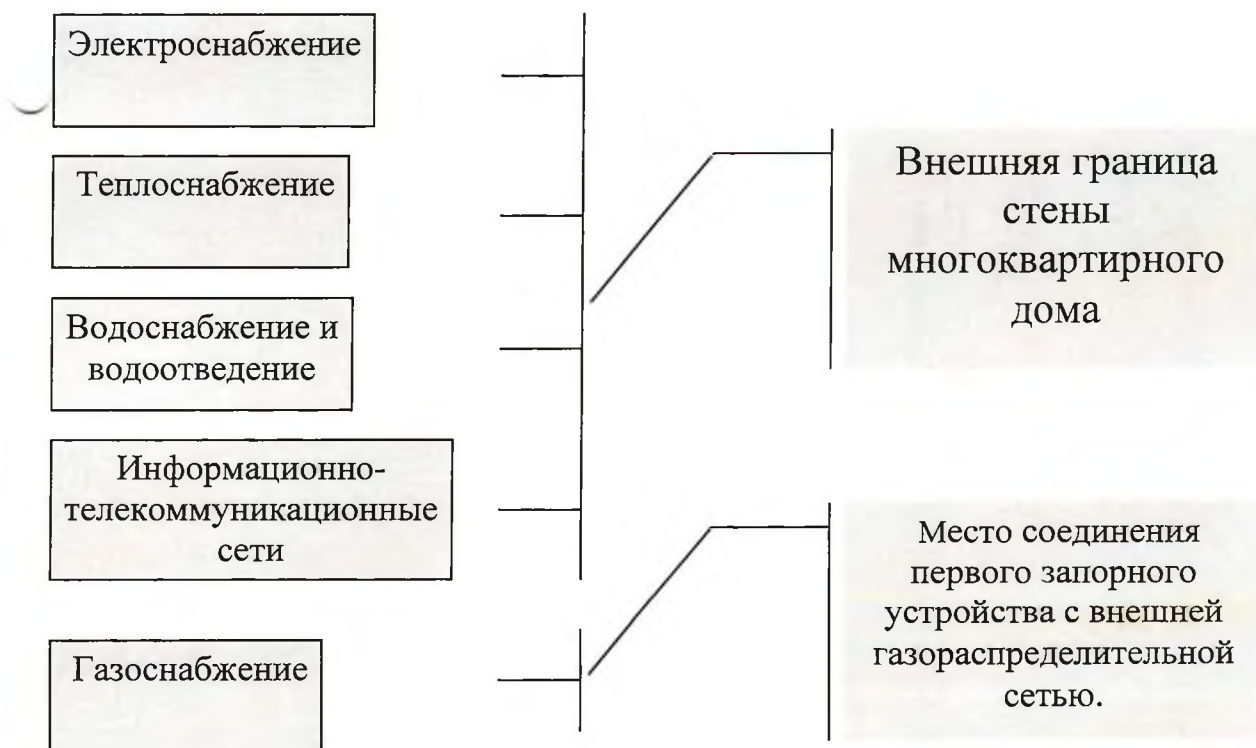 Электроснабжение
Теплоснабжение
Водоснабжение и
водоотведение
Информационно-
телекоммуникационные
сети
Газоснабжение
Внешняя граница
стены
многоквартирного
дома
Место соединения
первого запорного
устройства с внешней
газораспределительной
сетью.